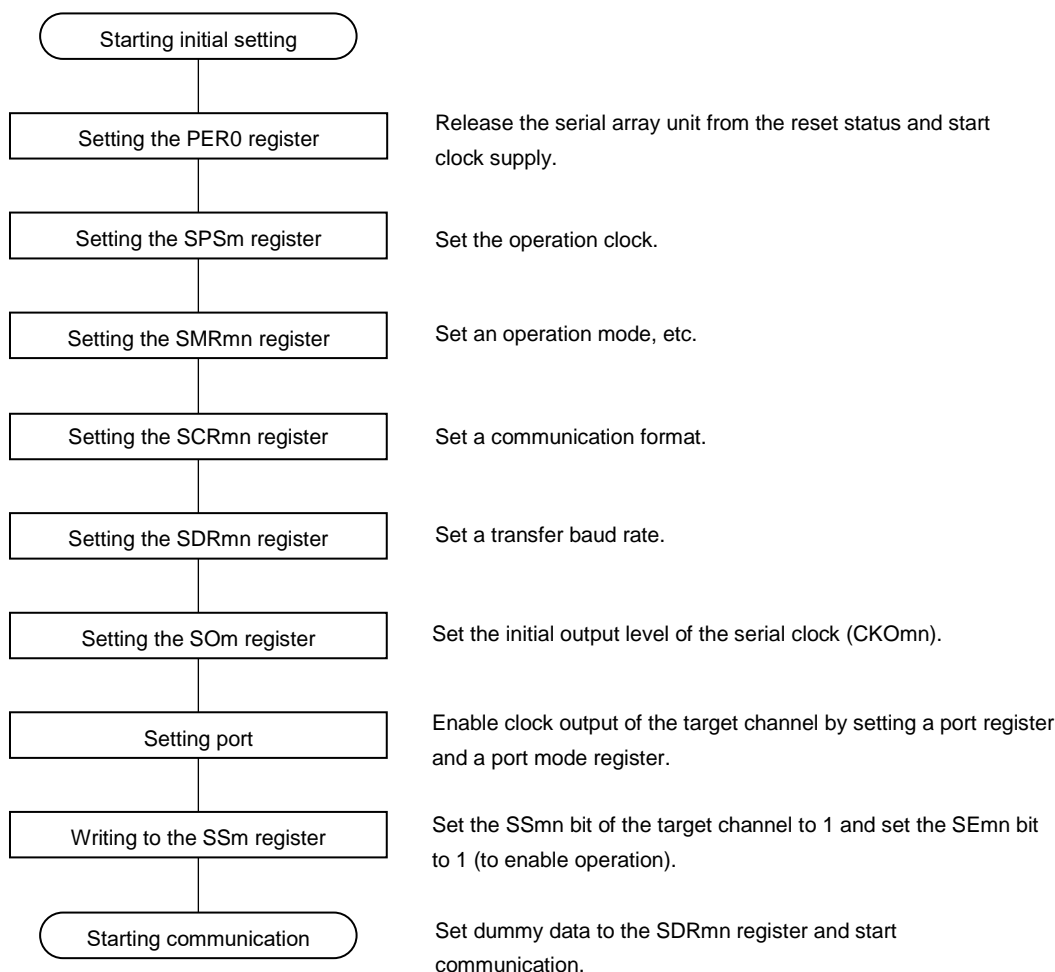 Starting initial setting
Setting the PER0 register
Release the serial array unit from the reset status and start
clock supply.
Setting the SPSm register
Set the operation clock.
Setting the SMRmn register
Set an operation mode, etc.
Setting the SCRmn register
Set a communication format.
Setting the SDRmn register
Set a transfer baud rate.
Setting the SOm register
Set the initial output level of the serial clock (CKOmn).
Setting port
Enable clock output of the target channel by setting a port register
and a port mode register.
Writing to the SSm register
Set the SSmn bit of the target channel to 1 and set the SEmn bit
to 1 (to enable operation).
Starting communication
Set dummy data to the SDRmn register and start
communication.